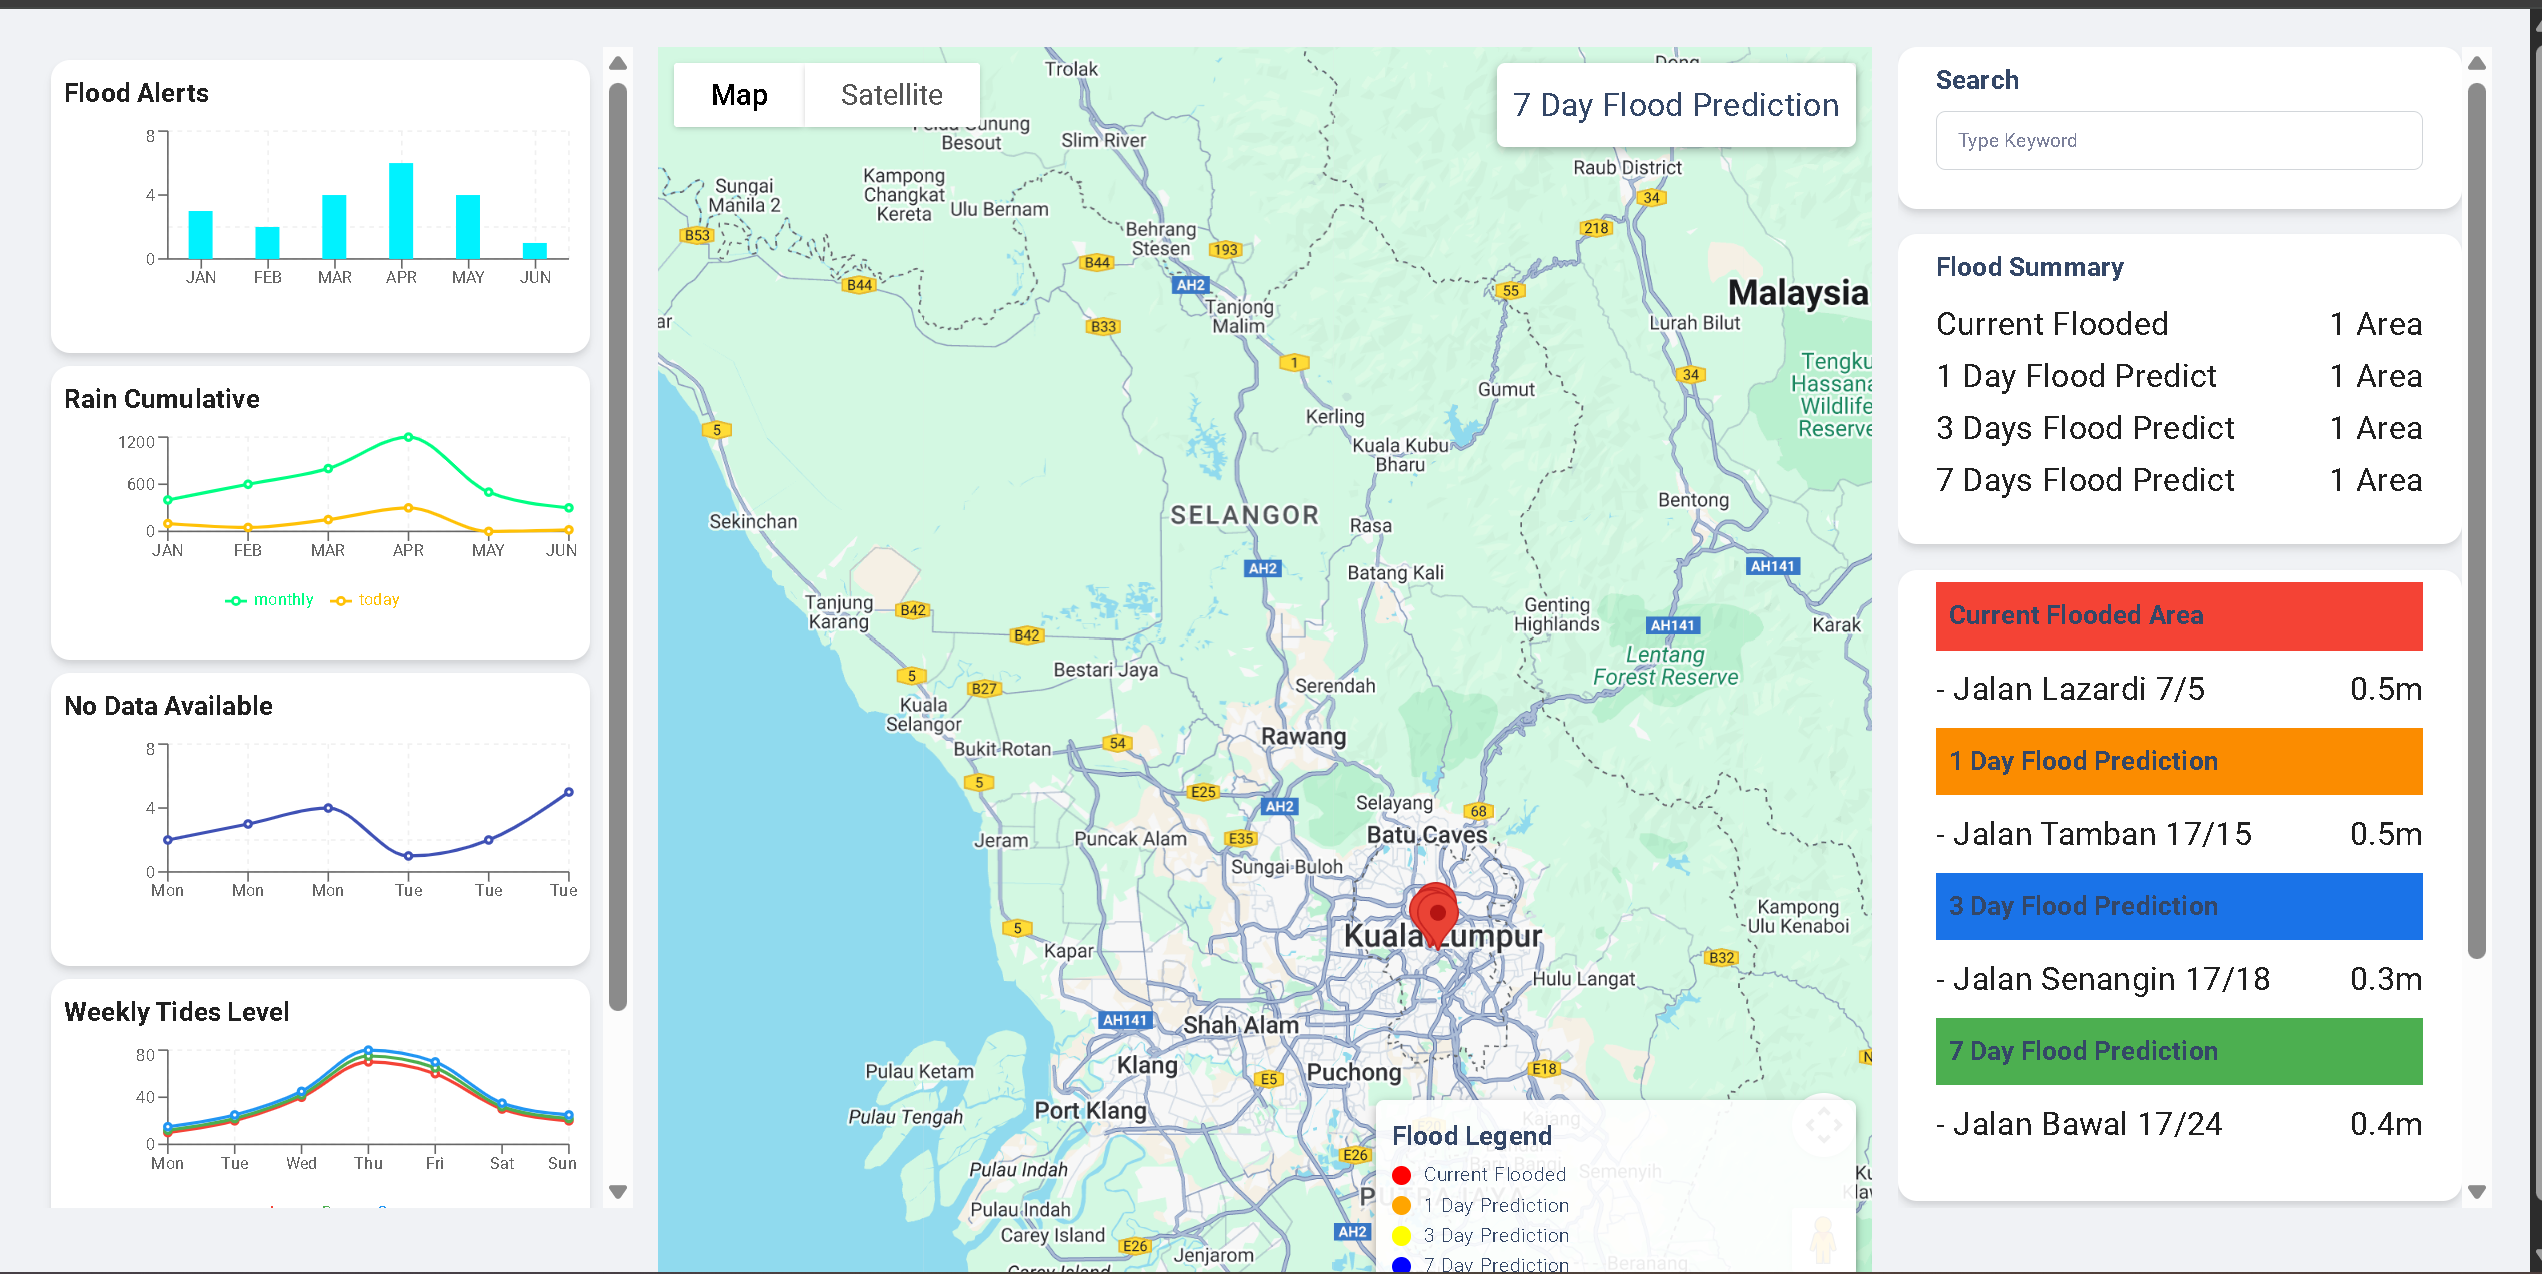 Flood Alerts
8
4
0
JAN FEB MAR APR MAY JUN
Rain Cumulative
1200
600
0
JAN FEB MAR APR MAY JUN
monthly today
No Data Available
8
4
0
Mon Mon Mon Tue Tue Tue
Weekly Tides Level
80
40
0
Mon Tue Wed Thu Fri Sat Sun
Map Satellite
7 Day Flood Prediction
Trolak
Besout
Slim River
Raub District
34
Sungai
Manila 2
Kampong
Changkat
Kereta
Ulu Bernam
218
B53
Behrang
Stesen
193
B44
B44
AH2
55
Malaysia
ar
B33
Tanjong
Malim
Lurah Bilut
1
34
Tengku
Hassana
Wildlife
Reserve
Gumut
5
Kerling
Kuala Kubu
Bharu
Bentong
Sekinchan
SELANGOR
Rasa
AH2
AH141
Batang Kali
Tanjung
Karang
B42
B42
Genting
Highlands
AH141
Karak
Lentang
Forest Reserve
5
B27
Bestari Jaya
Serendah
Kuala
Selangor
Bukit Rotan
54
Rawang
5
E25
AH2
Selayang
68
Jeram
Puncak Alam
E35
Batu Caves
Sungai Buloh
Kampong
Ulu Kenaboi
5
Kuala Lumpur
Kapar
B32
Hulu Langat
AH141
Shah Alam
Klang
Pulau Ketam
E5
Puchong
E18
Pulau Tengah
Port Klang
Kajang
E26
Pulau Indah
Semenyih
Pulau Indah
Carey Island
E26
Jenjarom
AH2
Beranang
Carey Island
Flood Legend
Current Flooded
1 Day Prediction
3 Day Prediction
7 Day Prediction
Search
Type Keyword
Flood Summary
Current Flooded 1 Area
1 Day Flood Predict 1 Area
3 Days Flood Predict 1 Area
7 Days Flood Predict 1 Area
Current Flooded Area
- Jalan Lazardi 7/5 0.5m
1 Day Flood Prediction
- Jalan Tamban 17/15 0.5m
3 Day Flood Prediction
- Jalan Senangin 17/18 0.3m
7 Day Flood Prediction
- Jalan Bawal 17/24 0.4m